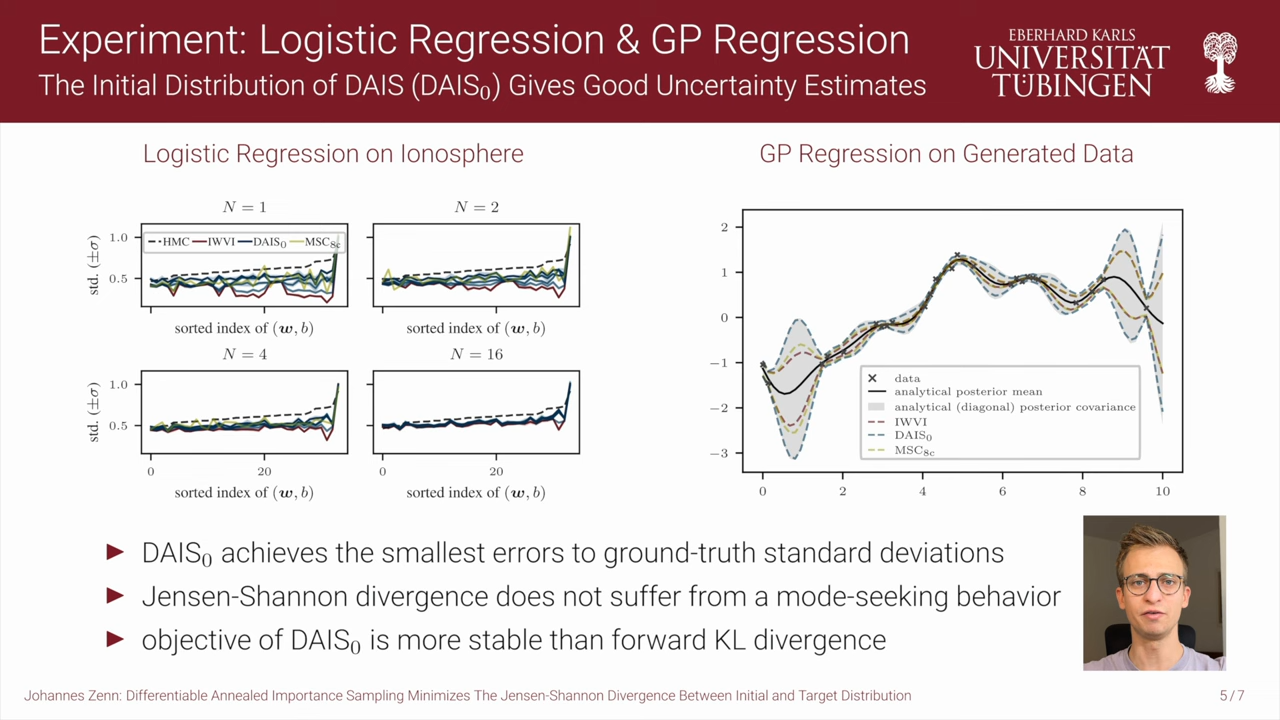 Experiment: Logistic Regression & GP Regression
The Initial Distribution of DAIS (DAIS₀) Gives Good Uncertainty Estimates
EBERHARD KARLS
UNIVERSITÄT
TÜBINGEN
Logistic Regression on Ionosphere
N = 1
N = 2
1.0
0.5
std. (±σ)
HMC IWVI DAIS₀ MSC₈c
sorted index of (w, b)
sorted index of (w, b)
N = 4
N = 16
1.0
0.5
std. (±σ)
0 20
0 20
sorted index of (w, b)
sorted index of (w, b)
GP Regression on Generated Data
2
1
0
−1
−2
−3
data
analytical posterior mean
analytical (diagonal) posterior covariance
IWVI
DAIS₀
MSC₈c
0 2 4 6 8 10
► DAIS₀ achieves the smallest errors to ground-truth standard deviations
► Jensen-Shannon divergence does not suffer from a mode-seeking behavior
► objective of DAIS₀ is more stable than forward KL divergence
Johannes Zenn: Differentiable Annealed Importance Sampling Minimizes The Jensen-Shannon Divergence Between Initial and Target Distribution
5 / 7